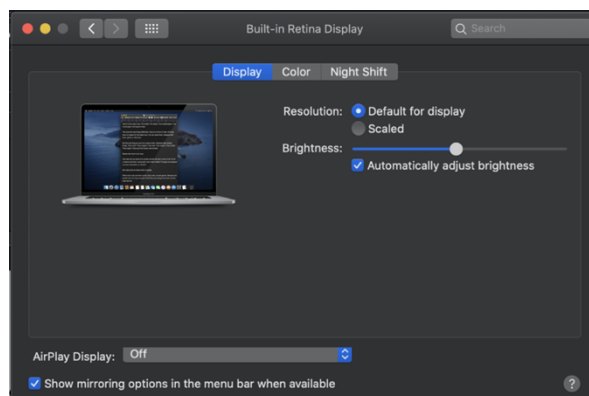 Built-in Retina Display
Search
Display Color Night Shift
Resolution: Default for display
Scaled
Brightness:
Automatically adjust brightness
AirPlay Display: Off
Show mirroring options in the menu bar when available
?